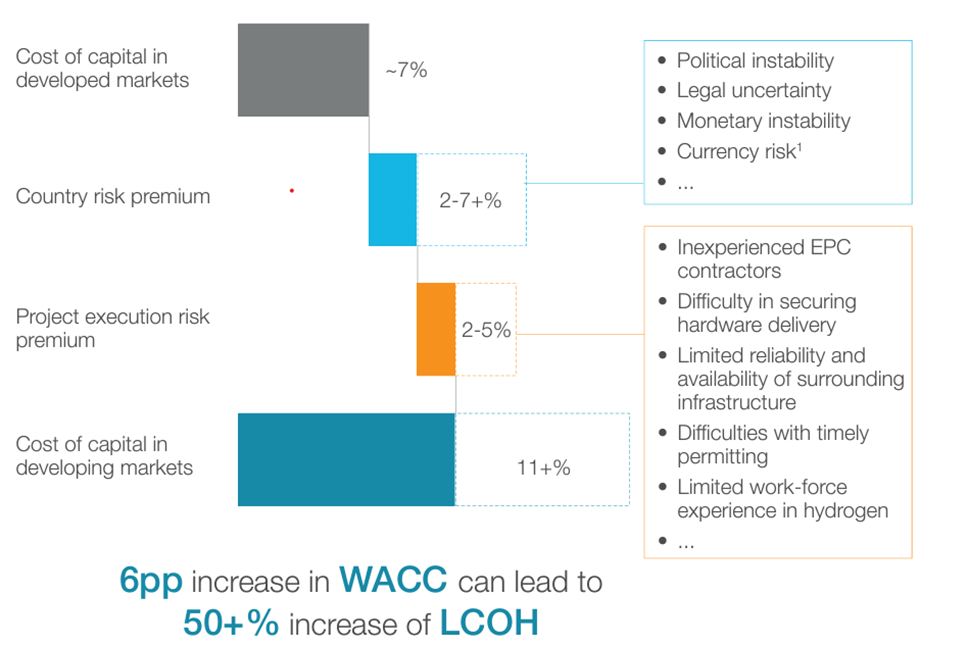 Cost of capital in
developed markets
~7%
Country risk premium
2-7+%
Project execution risk
premium
2-5%
Cost of capital in
developing markets
11+%
• Political instability
• Legal uncertainty
• Monetary instability
• Currency risk¹
• ...
• Inexperienced EPC
contractors
• Difficulty in securing
hardware delivery
• Limited reliability and
availability of surrounding
infrastructure
• Difficulties with timely
permitting
• Limited work-force
experience in hydrogen
• ...
6pp increase in WACC can lead to
50+% increase of LCOH